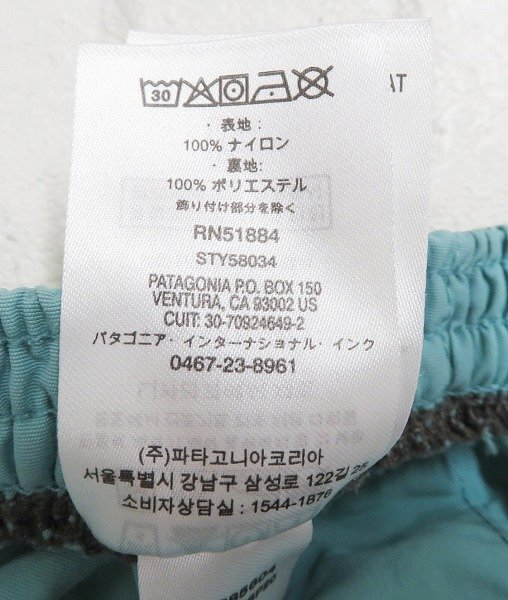 30
・表地:
100% ナイロン
・裏地:
100% ポリエステル
飾り付け部分を除く
RN51884
STY58034
PATAGONIA P.O. BOX 150
VENTURA, CA 93002 US
CUIT: 30-70924649-2
パタゴニア・インターナショナル・インク
0467-23-8961
(주)파타고니아코리아
서울특별시 강남구 삼성로 122길 25
소비자상담실 : 1544-1876